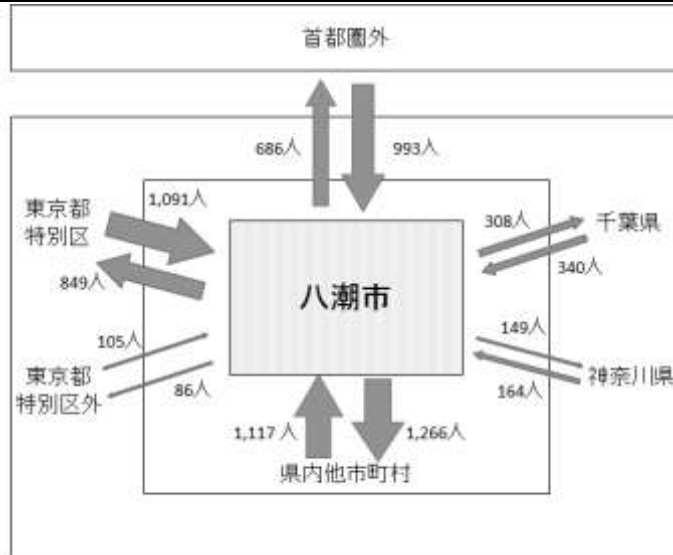 首都圏外
686人
993人
1,091人
東京都
特別区
849人
308人
千葉県
340人
八潮市
105人
東京都
特別区外
86人
149人
神奈川県
164人
1,117人
1,266人
県内他市町村